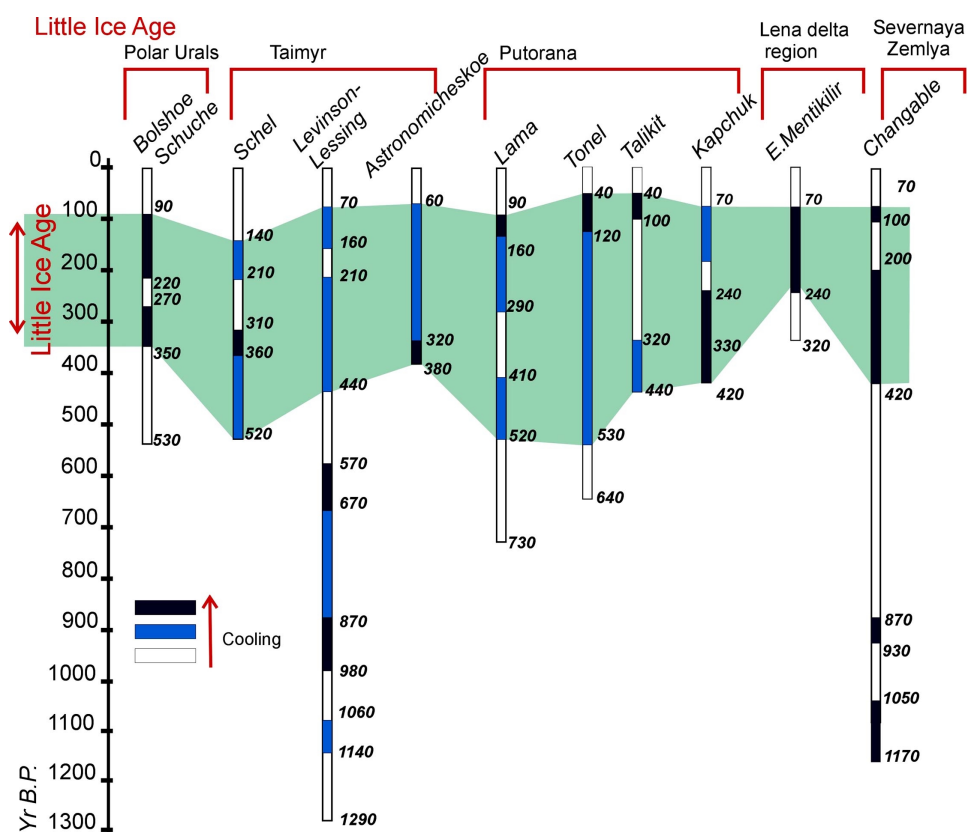 Little Ice Age
Polar Urals
Taimyr
Putorana
Lena delta
region
Severnaya
Zemlya
Bolshoe
Schuche
Schel
Levinson-
Lessing
Astronomicheskoe
Lama
Tonel
Talikit
Kapchuk
E.Mentikilir
Changable
0
100
200
300
400
500
600
700
800
900
1000
1100
1200
1300
Yr B.P.
Little Ice Age
90
220
270
350
530
140
210
310
360
520
70
160
210
440
570
670
870
980
1060
1140
1290
60
320
380
90
160
290
410
520
730
40
120
530
640
40
100
320
440
70
240
330
420
70
240
320
70
100
200
420
870
930
1050
1170
Cooling